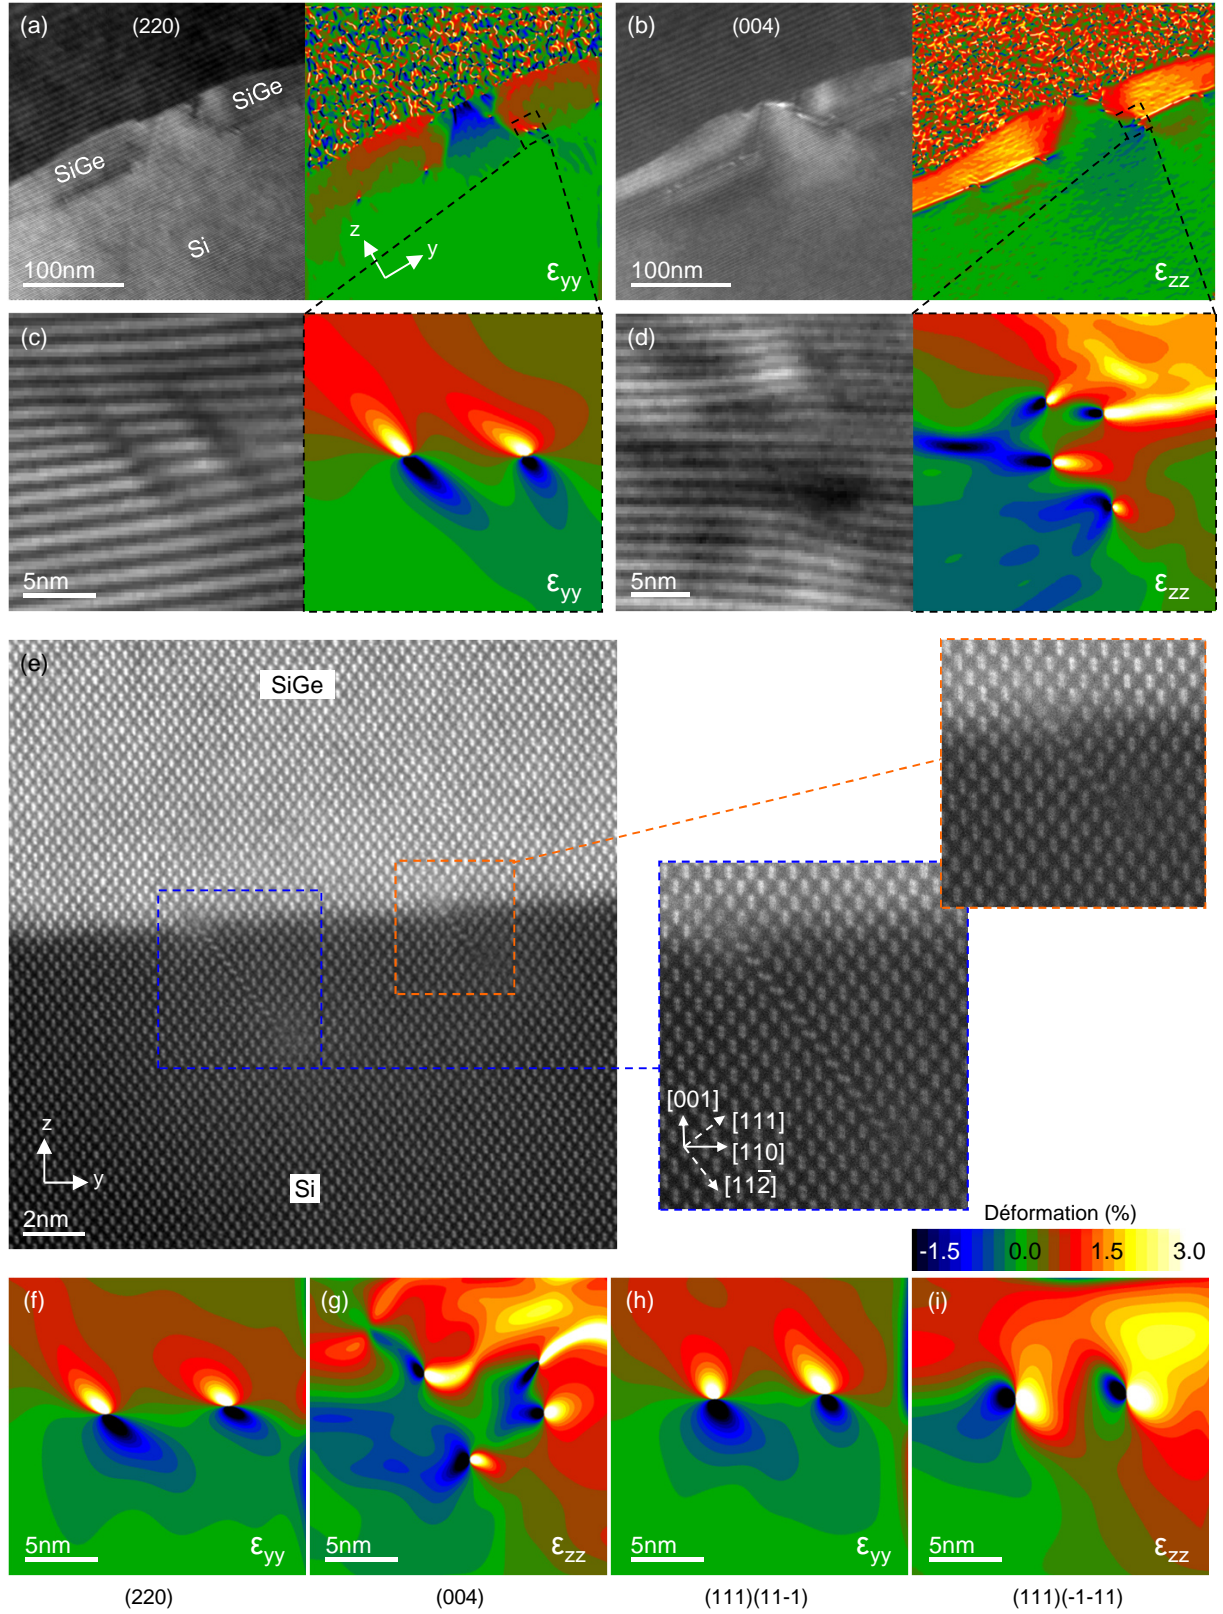 (a) (220)
SiGe
SiGe
Si
100nm
z
y
εyy
(b) (004)
100nm
εzz
(c)
5nm
εyy
(d)
5nm
εzz
(e)
SiGe
z
y
Si
2nm
[001]
[111]
[110]
[112̅]
Déformation (%)
-1.5 0.0 1.5 3.0
(f)
5nm
εyy
(g)
5nm
εzz
(h)
5nm
εyy
(i)
5nm
εzz
(220) (004) (111)(11-1) (111)(-1-11)